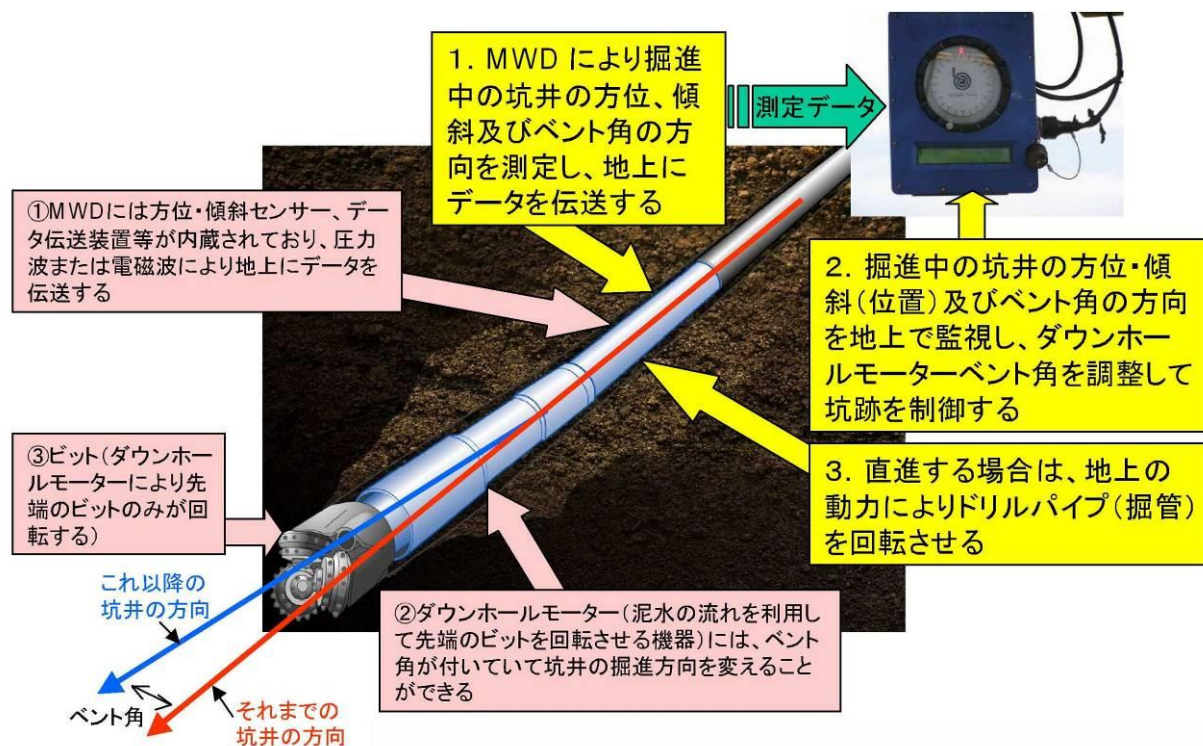 1. MWD により掘進
中の坑井の方位、傾
斜及びベント角の方
向を測定し、地上に
データを伝送する
測定データ
①MWDには方位・傾斜センサー、デー
タ伝送装置等が内蔵されており、圧力
波または電磁波により地上にデータを
伝送する
2. 掘進中の坑井の方位・傾
斜(位置)及びベント角の方向
を地上で監視し、ダウンホー
ルモーターベント角を調整して
坑跡を制御する
③ビット(ダウンホー
ルモーターにより先
端のビットのみが回
転する)
3. 直進する場合は、地上の
動力によりドリルパイプ(掘管)
を回転させる
これ以降の
坑井の方向
②ダウンホールモーター(泥水の流れを利用し
て先端のビットを回転させる機器)には、ベント
角が付いていて坑井の掘進方向を変えること
ができる
ベント角
それまでの
坑井の方向